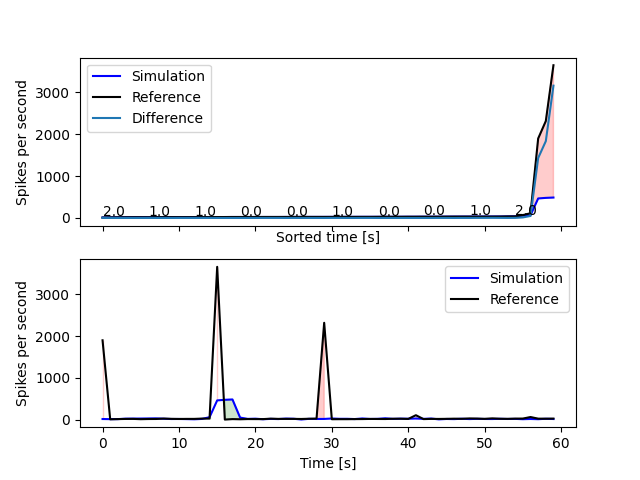 Simulation
Reference
Difference
Spikes per second
3000
2000
1000
0
2.0 1.0 1.0 0.0 0.0 1.0 0.0 0.0 1.0 2.0
Sorted time [s]
Simulation
Reference
Spikes per second
3000
2000
1000
0
0 10 20 30 40 50 60
Time [s]